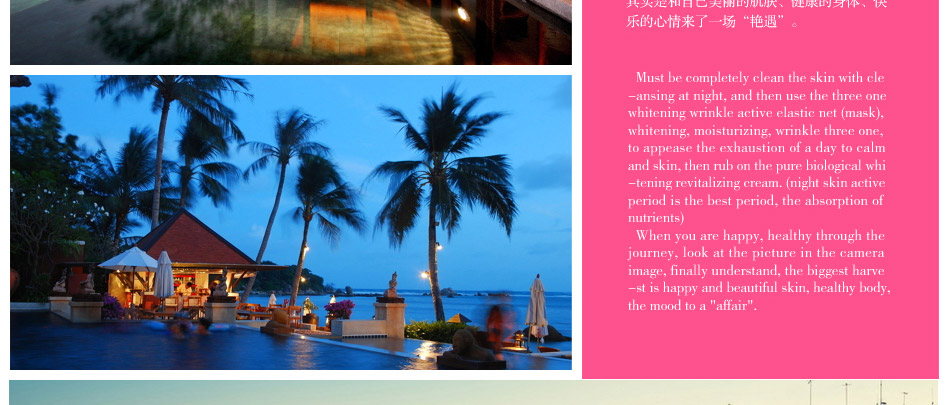 其实是和自己美丽的肌肤、健康的身体、快
乐的心情来了一场“艳遇”。
Must be completely clean the skin with cle
-ansing at night, and then use the three one
whitening wrinkle active elastic net (mask),
whitening, moisturizing, wrinkle three one,
to appease the exhaustion of a day to calm
and skin, then rub on the pure biological whi
-tening revitalizing cream. (night skin active
period is the best period, the absorption of
nutrients)
When you are happy, healthy through the
journey, look at the picture in the camera
image, finally understand, the biggest harve
-st is happy and beautiful skin, healthy body,
the mood to a "affair".